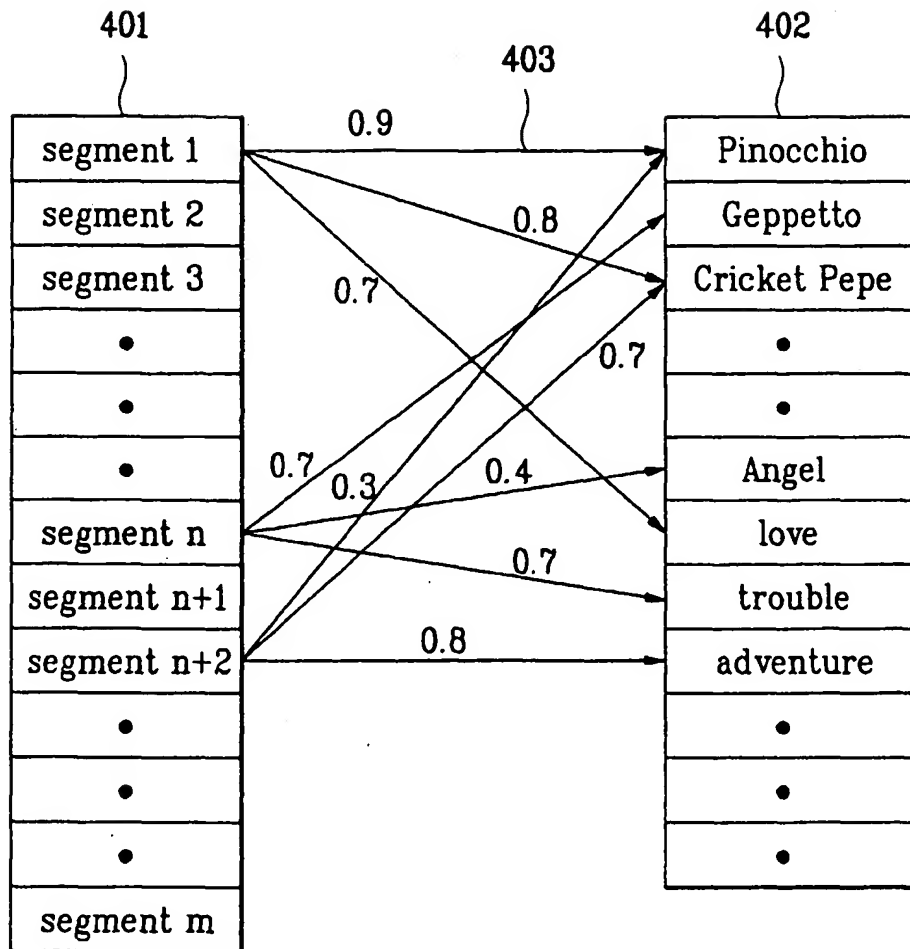 401
402
403
segment 1
segment 2
segment 3
segment n
segment n+1
segment n+2
segment m
0.9
0.8
0.7
0.7
0.7
0.3
0.4
0.7
0.8
Pinocchio
Geppetto
Cricket Pepe
Angel
love
trouble
adventure